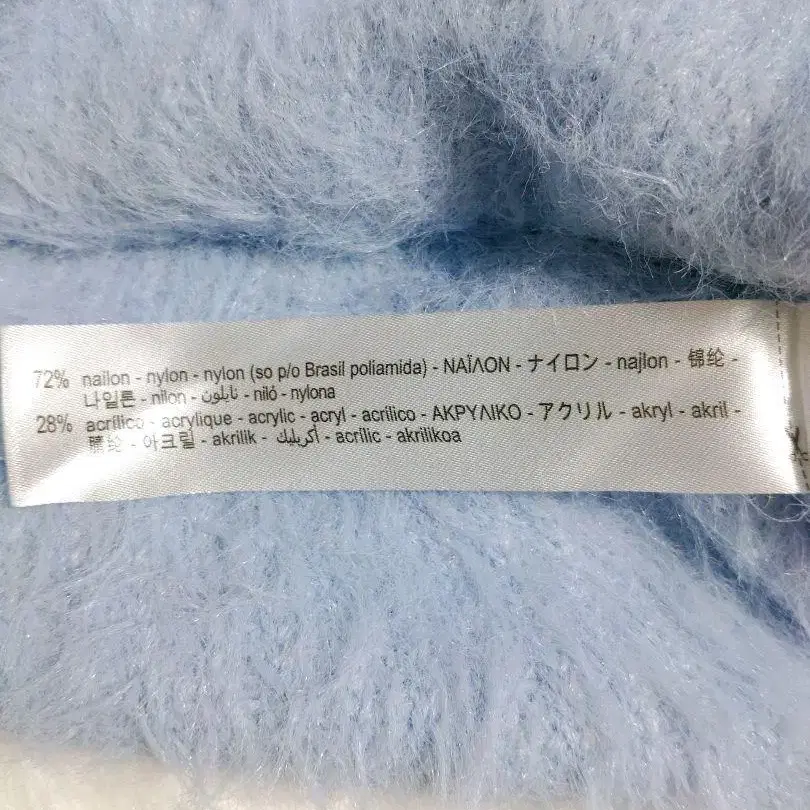 72% nailon - nylon - nylon (so p/o Brasil poliamida) - ΝΑΪΛΟΝ - ナイロン - najlon - 锦纶 -
나일론 - nilon - نايلون - niló - nylona
28% acrílico - acrylique - acrylic - acryl - acrilico - ΑΚΡΥΛΙΚΟ - アクリル - akryl - akril -
腈纶 - 아크릴 - akrilik - أكريليك - acrílic - akrilikoa